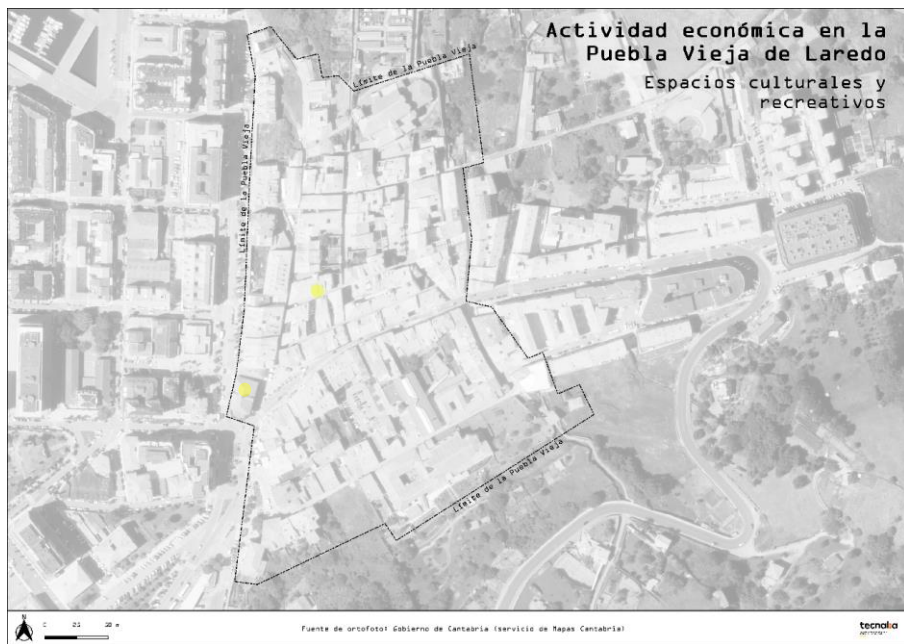 Actividad económica en la
Puebla Vieja de Laredo
Espacios culturales y
recreativos
Límite de la Puebla Vieja
Límite de la Puebla Vieja
Límite de la Puebla Vieja
N
Fuente de ortofoto: Gobierno de Cantabria (servicio de Mapas Cantabria)
tecnalia